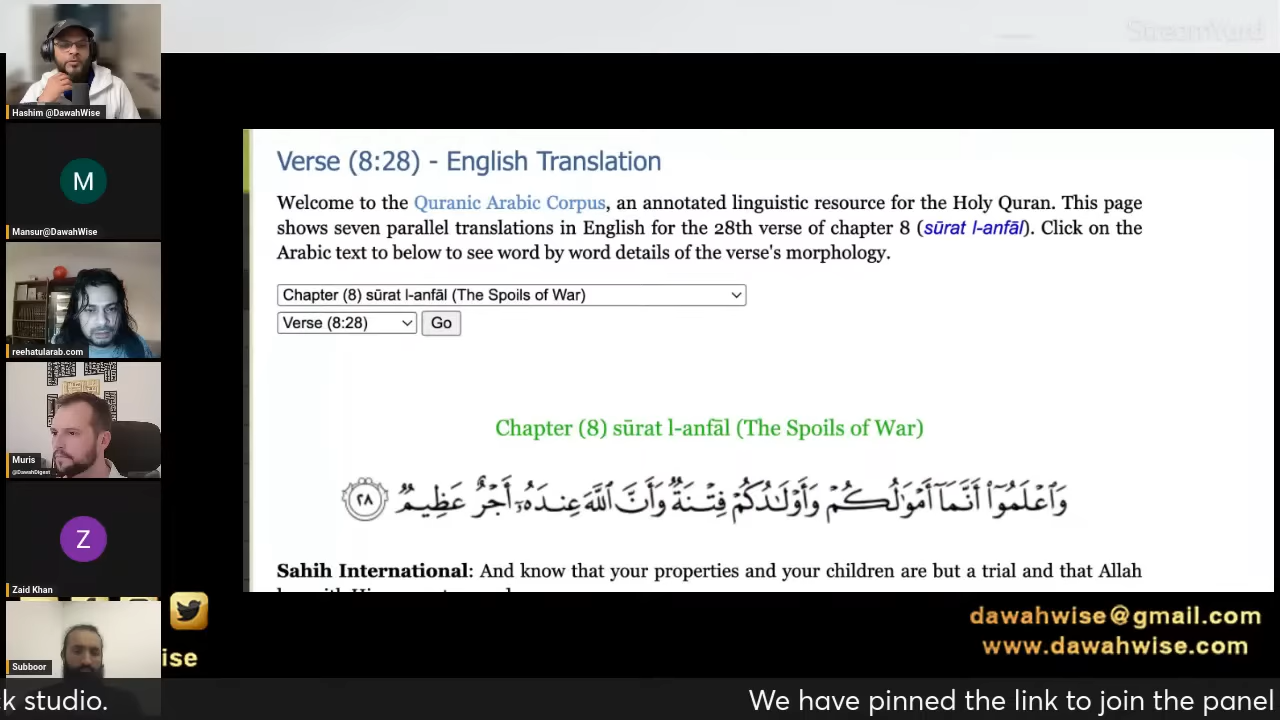 StreamYard
Hashim @DawahWise
M
Mansur@DawahWise
reehatularab.com
Muris
@DawahDigest
Z
Zaid Khan
Subboor
Verse (8:28) - English Translation
Welcome to the Quranic Arabic Corpus, an annotated linguistic resource for the Holy Quran. This page
shows seven parallel translations in English for the 28th verse of chapter 8 (sūrat l-anfāl). Click on the
Arabic text to below to see word by word details of the verse's morphology.
Chapter (8) sūrat l-anfāl (The Spoils of War)
Verse (8:28) Go
Chapter (8) sūrat l-anfāl (The Spoils of War)
وَٱعْلَمُوٓا۟ أَنَّمَآ أَمْوَٰلُكُمْ وَأَوْلَـٰدُكُمْ فِتْنَةٌ وَأَنَّ ٱللَّهَ عِندَهُۥٓ أَجْرٌ عَظِيمٌ ٢٨
Sahih International: And know that your properties and your children are but a trial and that Allah
ise
dawahwise@gmail.com
www.dawahwise.com
k studio.
We have pinned the link to join the panel